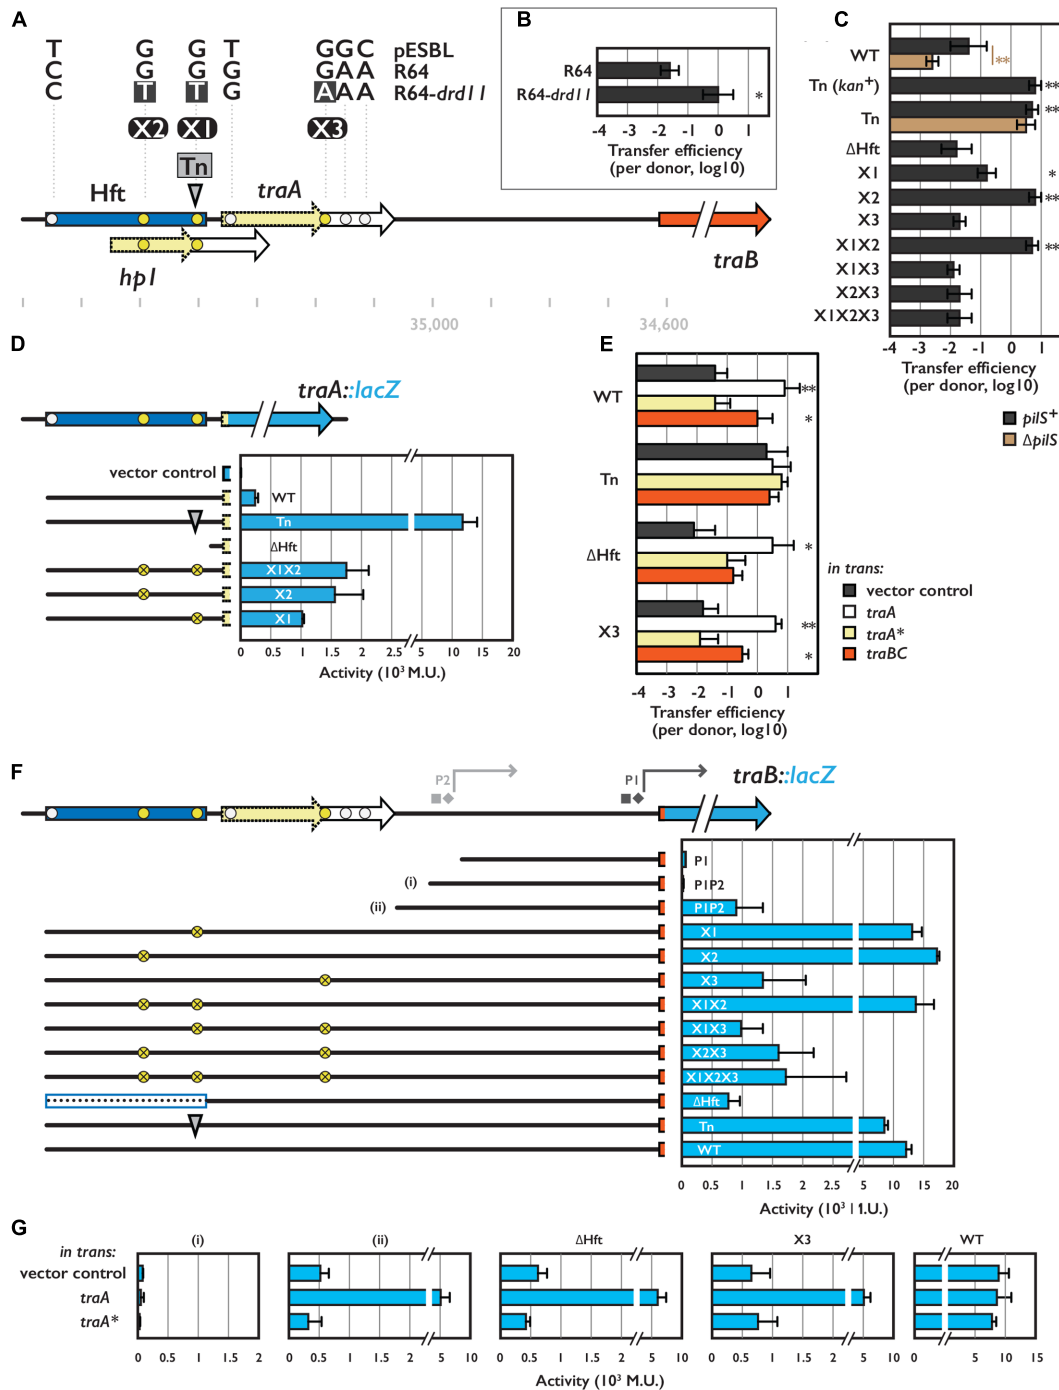 A
T G G T G G C pESBL
C G G G G A A R64
C T T G A A A R64-drd11
X2 X1 X3
Tn
Hft traA
hp1 traB
35,000 34,600
B
R64
R64-drd11 *
-4 -3 -2 -1 0 1
Transfer efficiency
(per donor, log10)
C
WT **
Tn (kan+) **
Tn **
ΔHft
X1 *
X2 **
X3
X1X2 **
X1X3
X2X3
X1X2X3
-4 -3 -2 -1 0 1
Transfer efficiency
(per donor, log10)
pilS+
ΔpilS
D
traA::lacZ
vector control
WT
Tn
ΔHft
X1X2
X2
X1
0 0.5 1 1.5 2 2.5 10 15 20
Activity (10³ M.U.)
E
WT ** *
Tn
ΔHft *
X3 ** *
-4 -3 -2 -1 0 1
Transfer efficiency
(per donor, log10)
in trans:
vector control
traA
traA*
traBC
F
P2 P1 traB::lacZ
P1
(i) P1P2
(ii) P1P2
X1
X2
X3
X1X2
X1X3
X2X3
X1X2X3
ΔHft
Tn
WT
0 0.5 1 1.5 2 2.5 10 15 20
Activity (10³ I1.U.)
G
in trans: (i) (ii) ΔHft X3 WT
vector control
traA
traA*
0 0.5 1 1.5 2
0 0.5 1 1.5 2 5 10
0 0.5 1 1.5 2 5 10
0 0.5 1 1.5 2 5 10
0 5 10 15
Activity (10³ M.U.)